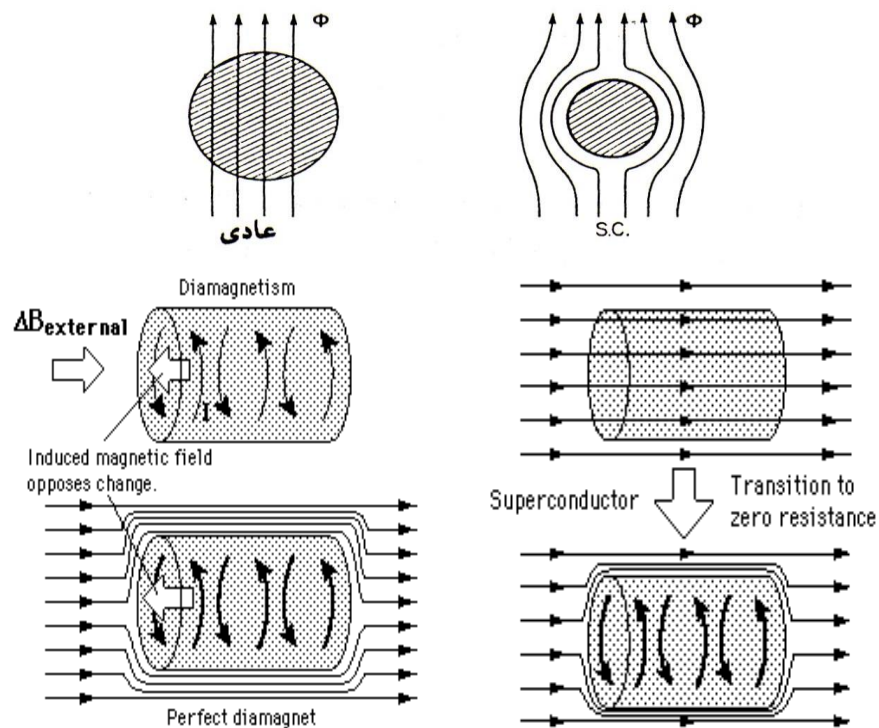 Φ
Φ
عادی
S.C.
Diamagnetism
ΔBexternal
I
Induced magnetic field
opposes change.
Superconductor
Transition to
zero resistance
Perfect diamagnet